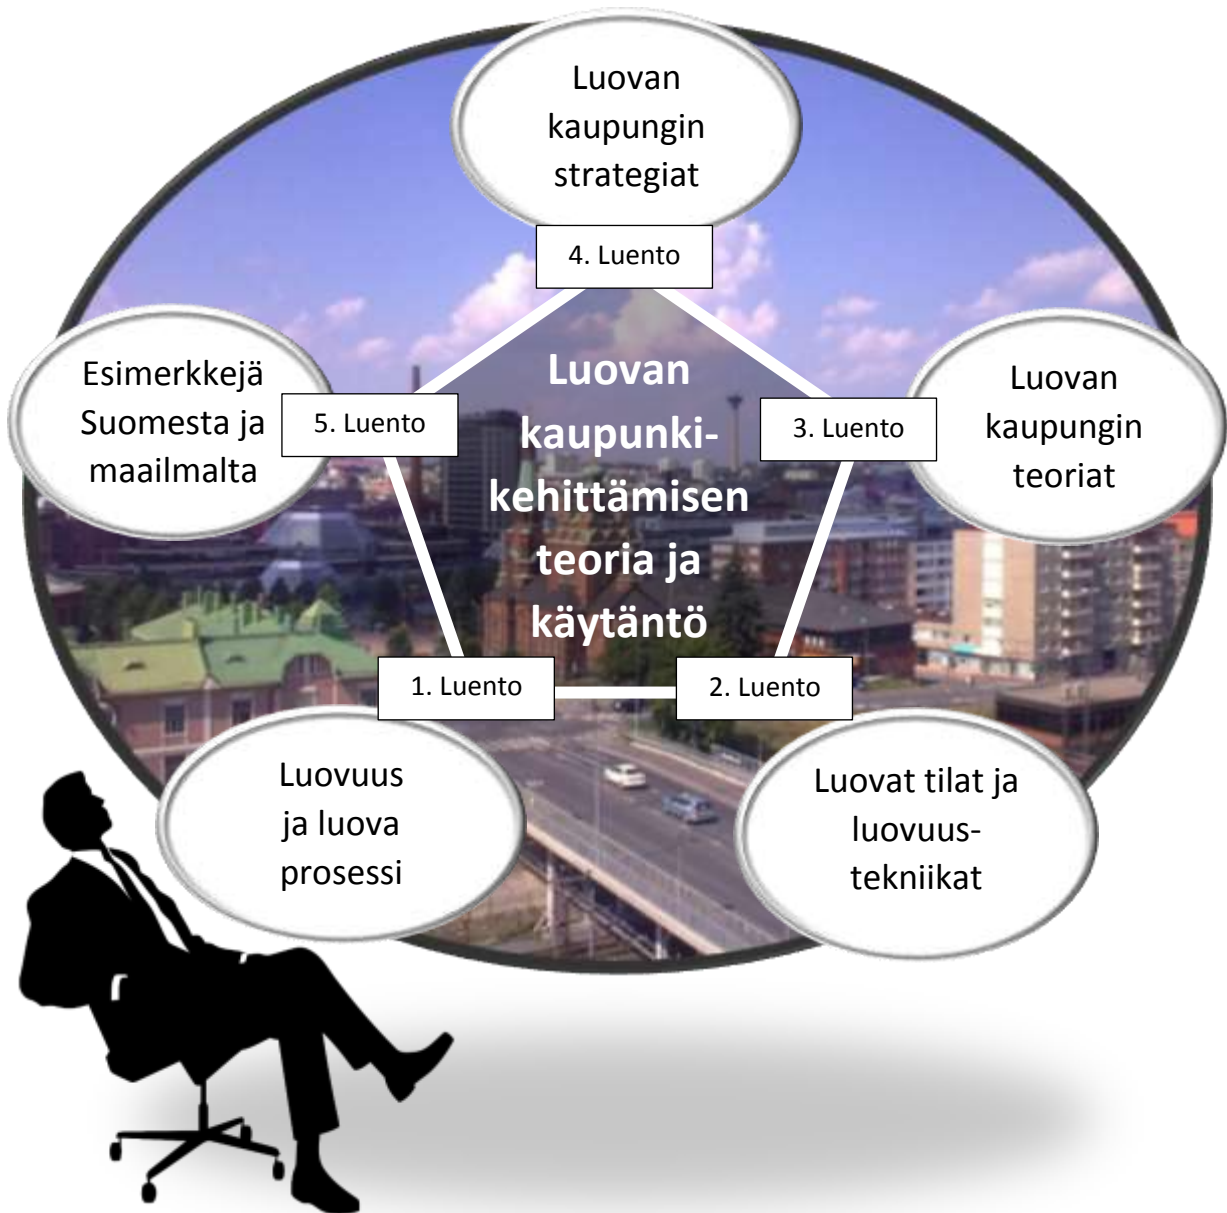 Luovan
kaupungin
strategiat
4. Luento
Esimerkkejä
Suomesta ja
maailmalta
5. Luento
Luovan
kaupunki-
kehittämisen
teoria ja
käytäntö
3. Luento
Luovan
kaupungin
teoriat
1. Luento
2. Luento
Luovuus
ja luova
prosessi
Luovat tilat ja
luovuus-
tekniikat